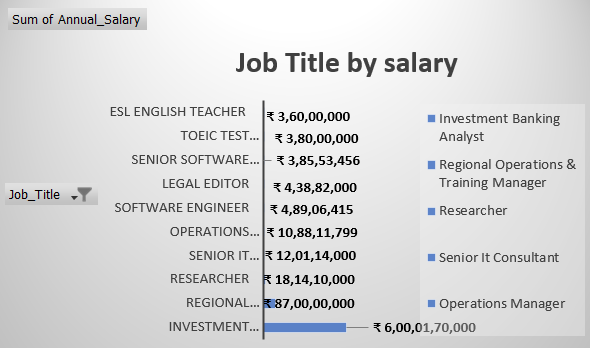 Sum of Annual_Salary
Job Title by salary
ESL ENGLISH TEACHER ₹ 3,60,00,000
TOEIC TEST... ₹ 3,80,00,000
SENIOR SOFTWARE... ₹ 3,85,53,456
LEGAL EDITOR ₹ 4,38,82,000
SOFTWARE ENGINEER ₹ 4,89,06,415
OPERATIONS... ₹ 10,88,11,799
SENIOR IT... ₹ 12,01,14,000
RESEARCHER ₹ 18,14,10,000
REGIONAL... ₹ 87,00,00,000
INVESTMENT... ₹ 6,00,01,70,000
Job_Title
Investment Banking
Analyst
Regional Operations &
Training Manager
Researcher
Senior It Consultant
Operations Manager